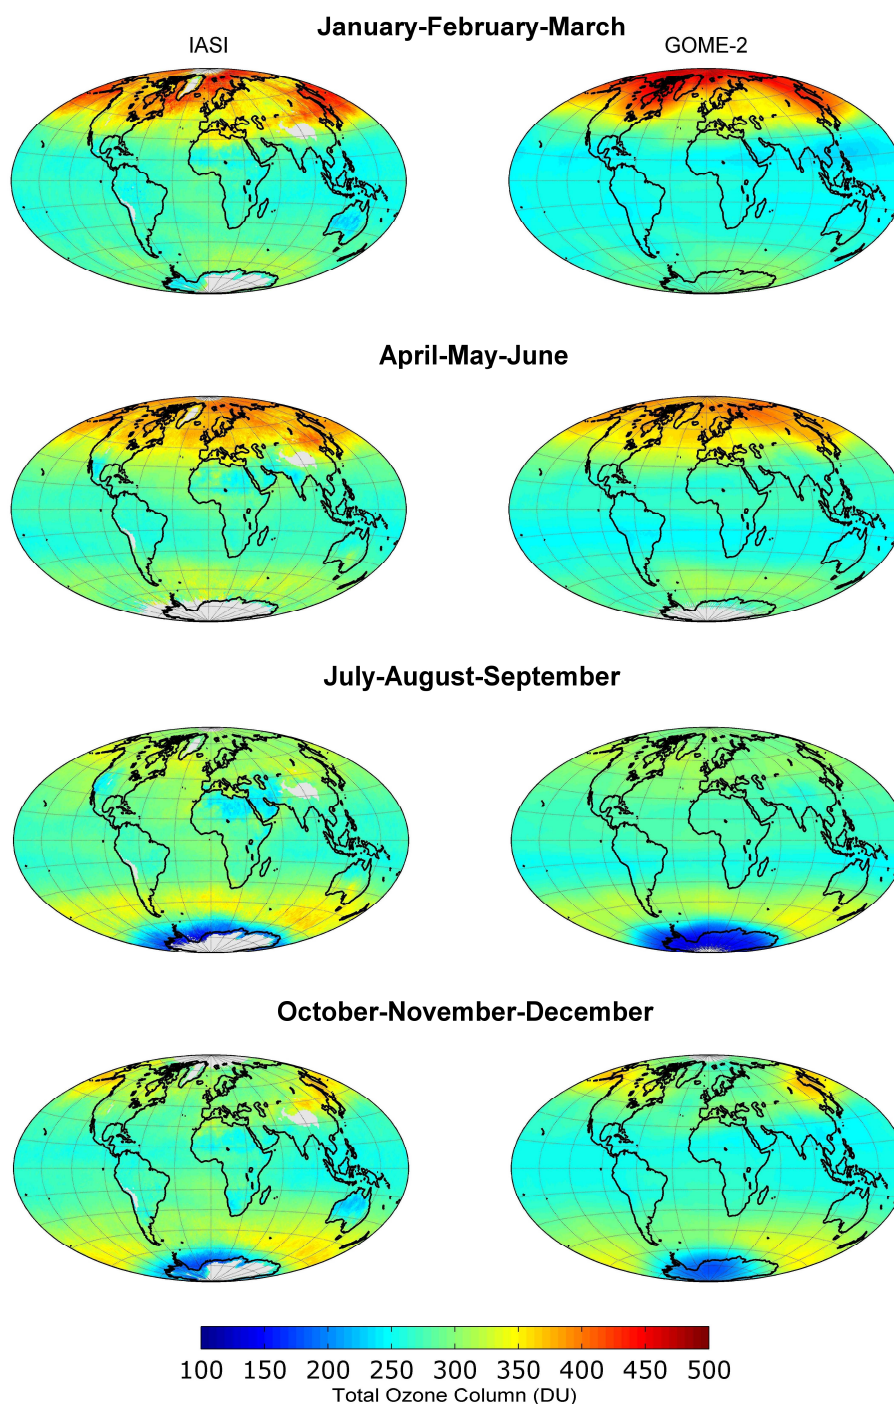 January-February-March
IASI
GOME-2
April-May-June
July-August-September
October-November-December
100 150 200 250 300 350 400 450 500
Total Ozone Column (DU)